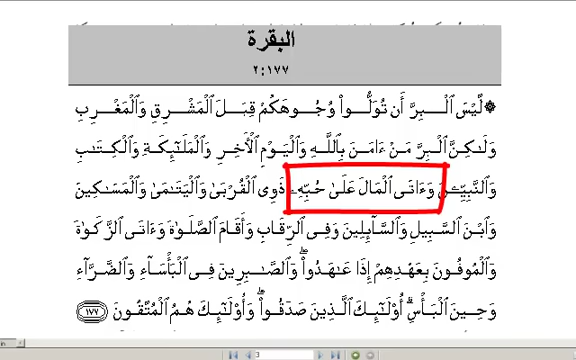 البقرة
٢:١٧٧
۞ لَّيْسَ ٱلْبِرَّ أَن تُوَلُّوا۟ وُجُوهَكُمْ قِبَلَ ٱلْمَشْرِقِ وَٱلْمَغْرِبِ
وَلَٰكِنَّ ٱلْبِرَّ مَنْ ءَامَنَ بِٱللَّهِ وَٱلْيَوْمِ ٱلْأَخِرِ وَٱلْمَلَٰٓئِكَةِ وَٱلْكِتَٰبِ
وَٱلنَّبِيِّۦنَ وَءَاتَى ٱلْمَالَ عَلَىٰ حُبِّهِۦ ذَوِى ٱلْقُرْبَىٰ وَٱلْيَتَٰمَىٰ وَٱلْمَسَٰكِينَ
وَٱبْنَ ٱلسَّبِيلِ وَٱلسَّآئِلِينَ وَفِى ٱلرِّقَابِ وَأَقَامَ ٱلصَّلَوٰةَ وَءَاتَى ٱلزَّكَوٰةَ
وَٱلْمُوفُونَ بِعَهْدِهِمْ إِذَا عَٰهَدُوا۟ ۖ وَٱلصَّٰبِرِينَ فِى ٱلْبَأْسَآءِ وَٱلضَّرَّآءِ
وَحِينَ ٱلْبَأْسِ ۗ أُو۟لَٰٓئِكَ ٱلَّذِينَ صَدَقُوا۟ ۖ وَأُو۟لَٰٓئِكَ هُمُ ٱلْمُتَّقُونَ ١٧٧
3